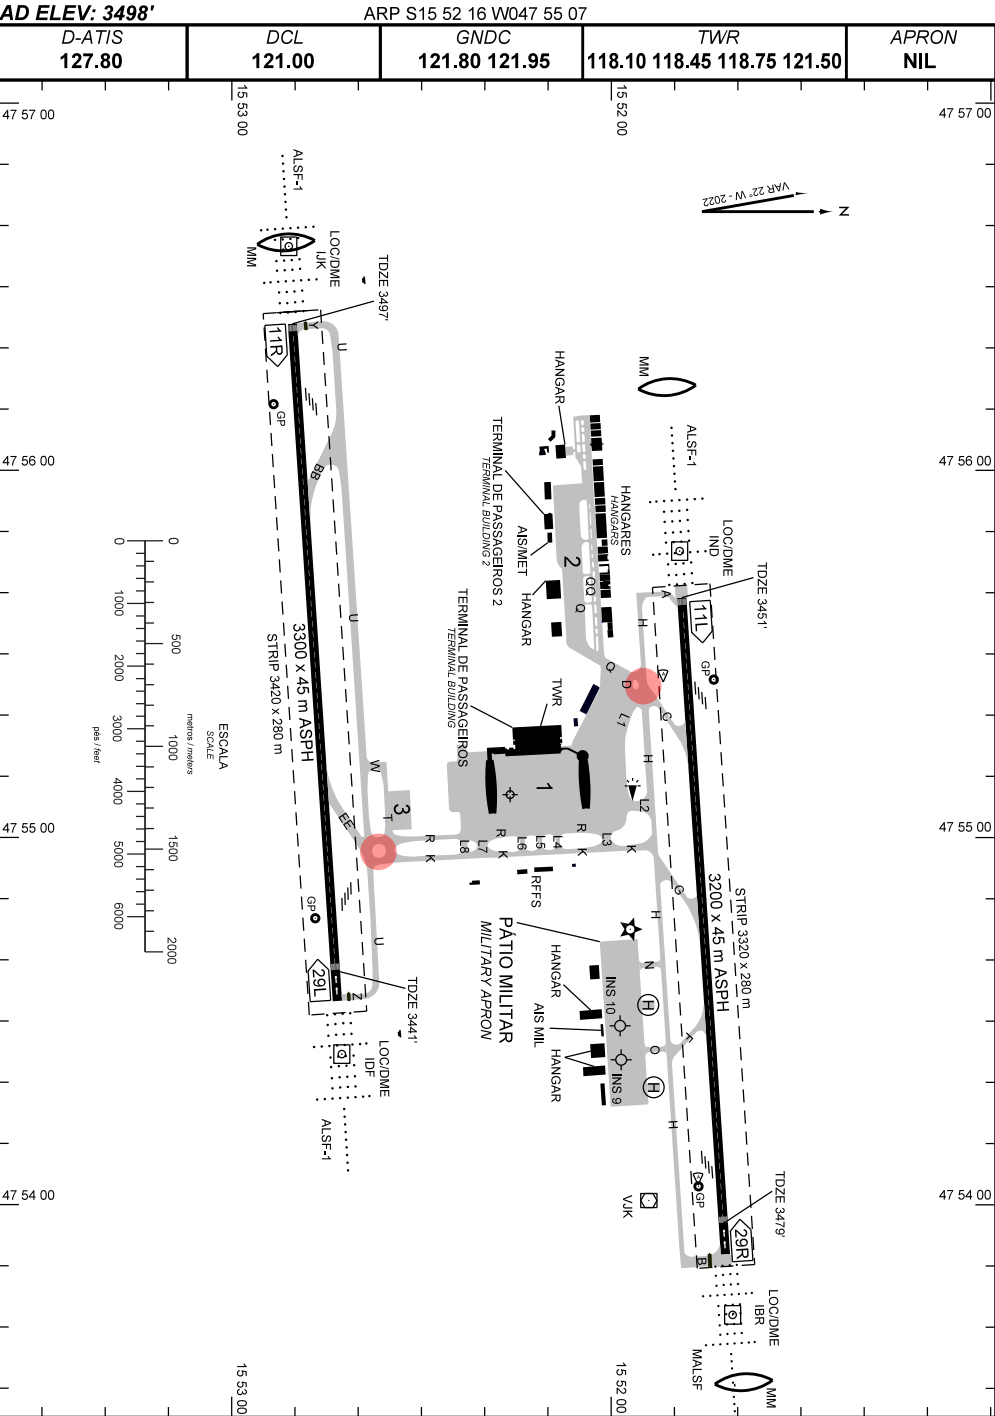 AD ELEV: 3498'
ARP S15 52 16 W047 55 07
D-ATIS
127.80
DCL
121.00
GNDC
121.80 121.95
TWR
118.10 118.45 118.75 121.50
APRON
NIL
47 57 00
15 53 00
15 52 00
47 57 00
ALSF-1
VAR 22° W - 2022
N
MM
LOC/DME
IJK
TDZE 3497'
11R
Y
U
GP
BB
HANGAR
MM
ALSF-1
47 56 00
47 56 00
TERMINAL DE PASSAGEIROS 2
TERMINAL BUILDING 2
AIS/MET
HANGAR
HANGARES
HANGARS
2
QQ
Q
LOC/DME
IND
TDZE 3451'
A
11L
H
GP
Q
D
C
L1
0
1000
2000
3000
4000
5000
6000
pés / feet
0
500
1000
1500
2000
metros / meters
ESCALA
SCALE
U
3300 x 45 m ASPH
STRIP 3420 x 280 m
TERMINAL DE PASSAGEIROS
TERMINAL BUILDING
TWR
1
H
L2
W
3
T
EE
47 55 00
47 55 00
R
K
L8
L7
R
K
L6
L5
L4
R
K
L3
K
RFFS
G
3200 x 45 m ASPH
STRIP 3320 x 280 m
GP
U
29L
Z
TDZE 3441'
LOC/DME
IDF
ALSF-1
PÁTIO MILITAR
MILITARY APRON
HANGAR
AIS MIL
HANGAR
INS 10
INS 9
H
N
H
O
F
H
H
VJK
GP
TDZE 3479'
47 54 00
47 54 00
29R
B
LOC/DME
IBR
MALSF
MM
15 53 00
15 52 00